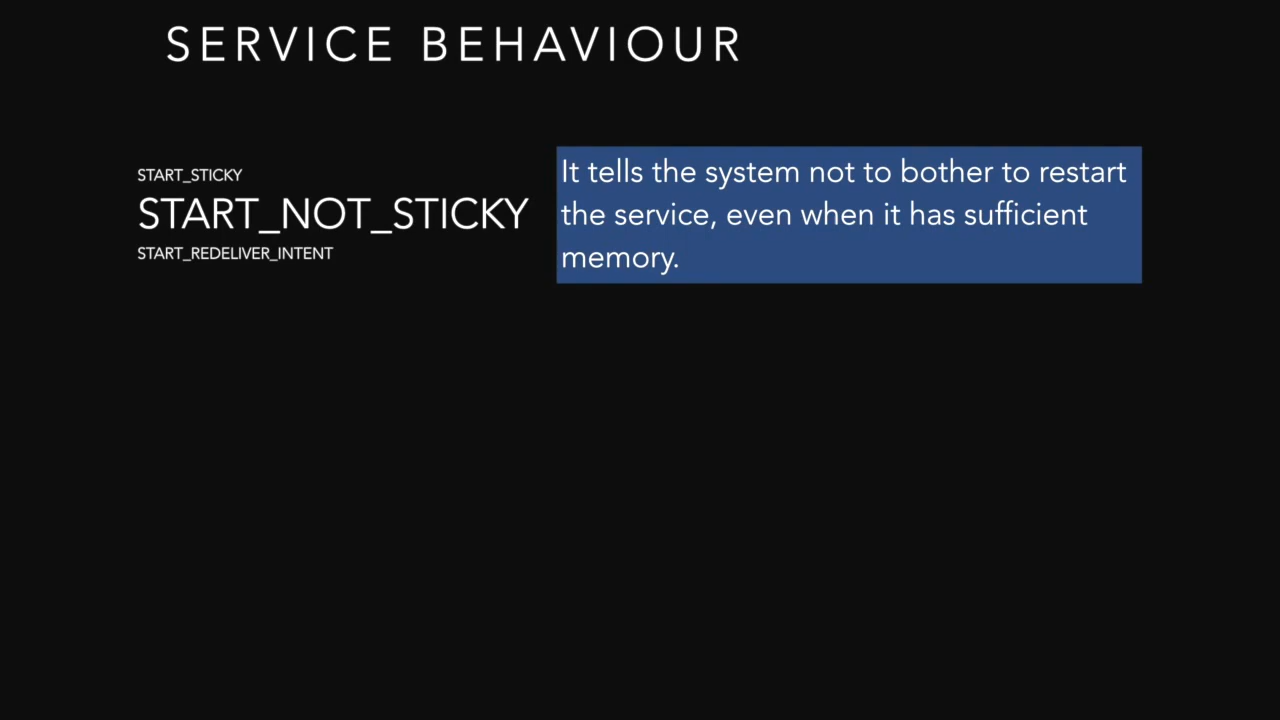 SERVICE BEHAVIOUR
START_STICKY
START_NOT_STICKY
START_REDELIVER_INTENT
It tells the system not to bother to restart
the service, even when it has sufficient
memory.